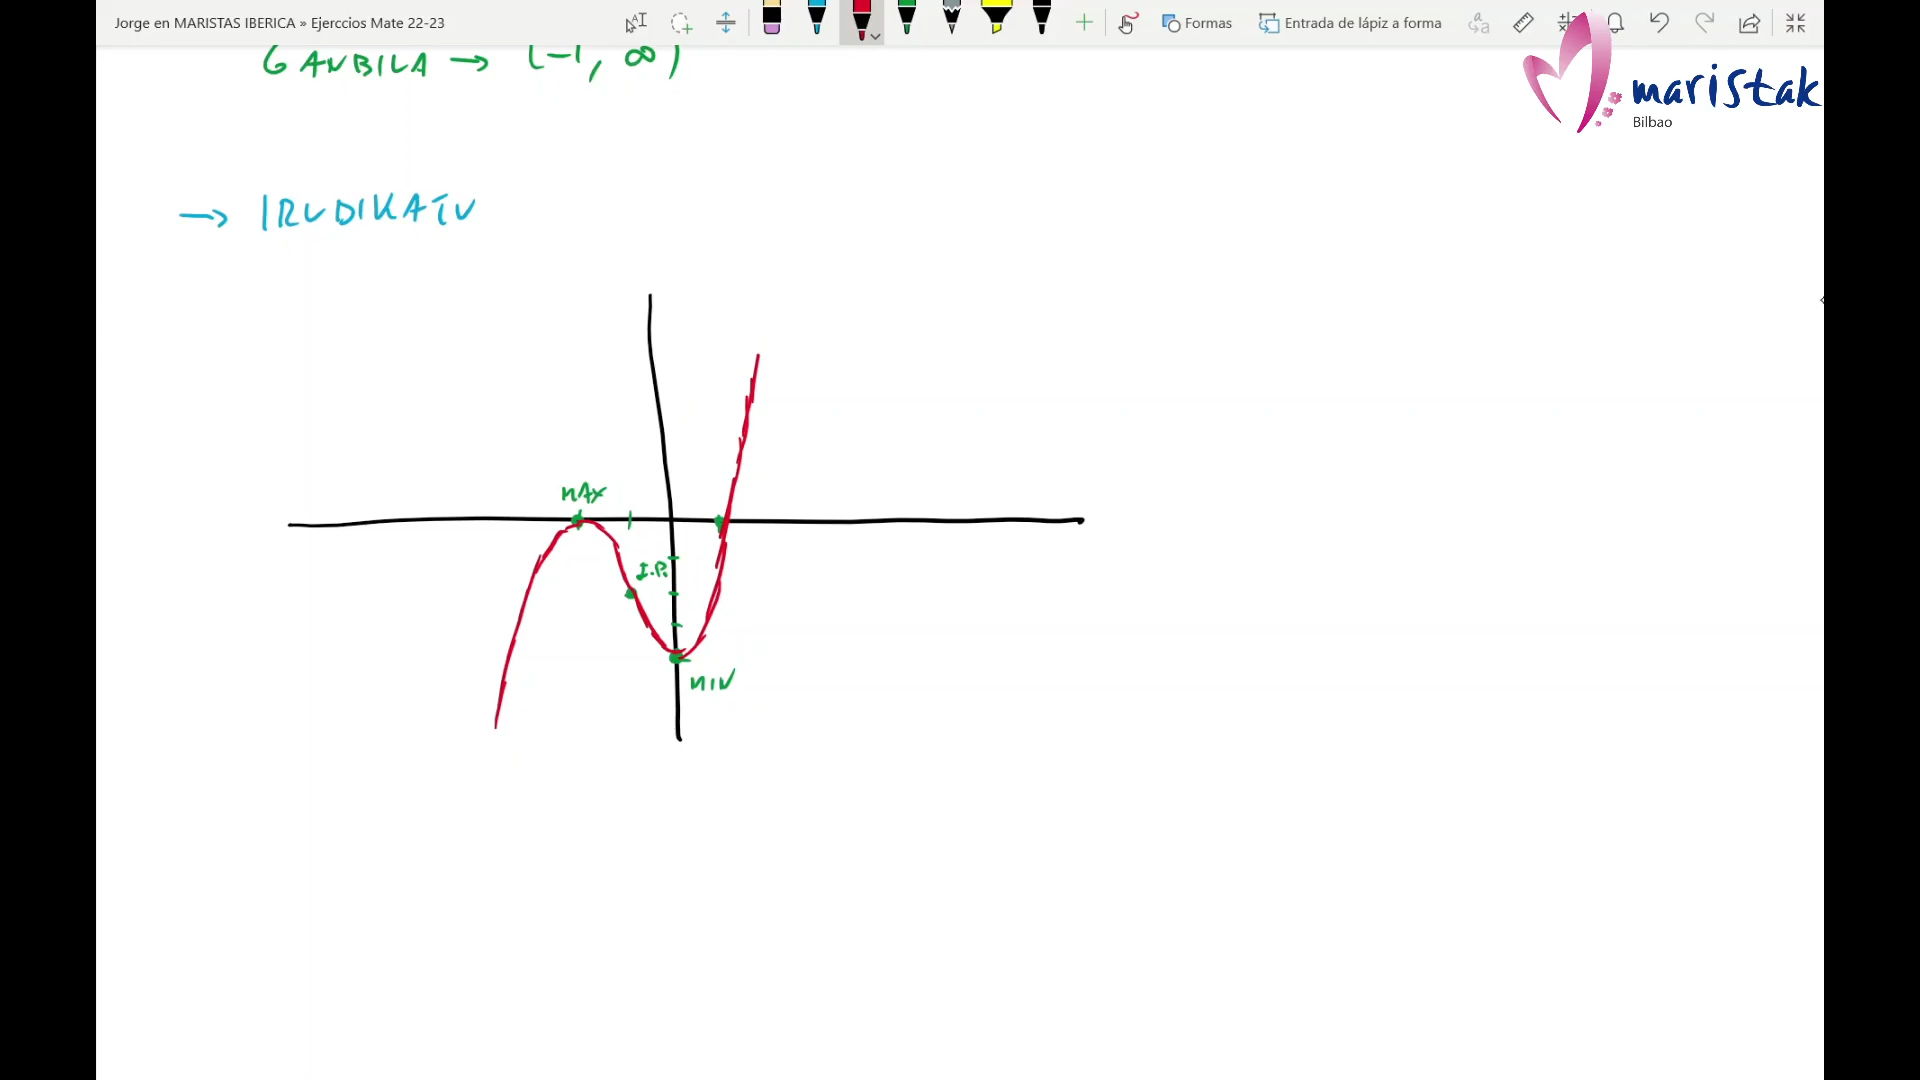 Jorge en MARISTAS IBERICA » Ejerccios Mate 22-23
Formas
Entrada de lápiz a forma
maristak
Bilbao
GANBILA → (-1, ∞)
→ IRUDIKATU
MAX
I.P.
MIN